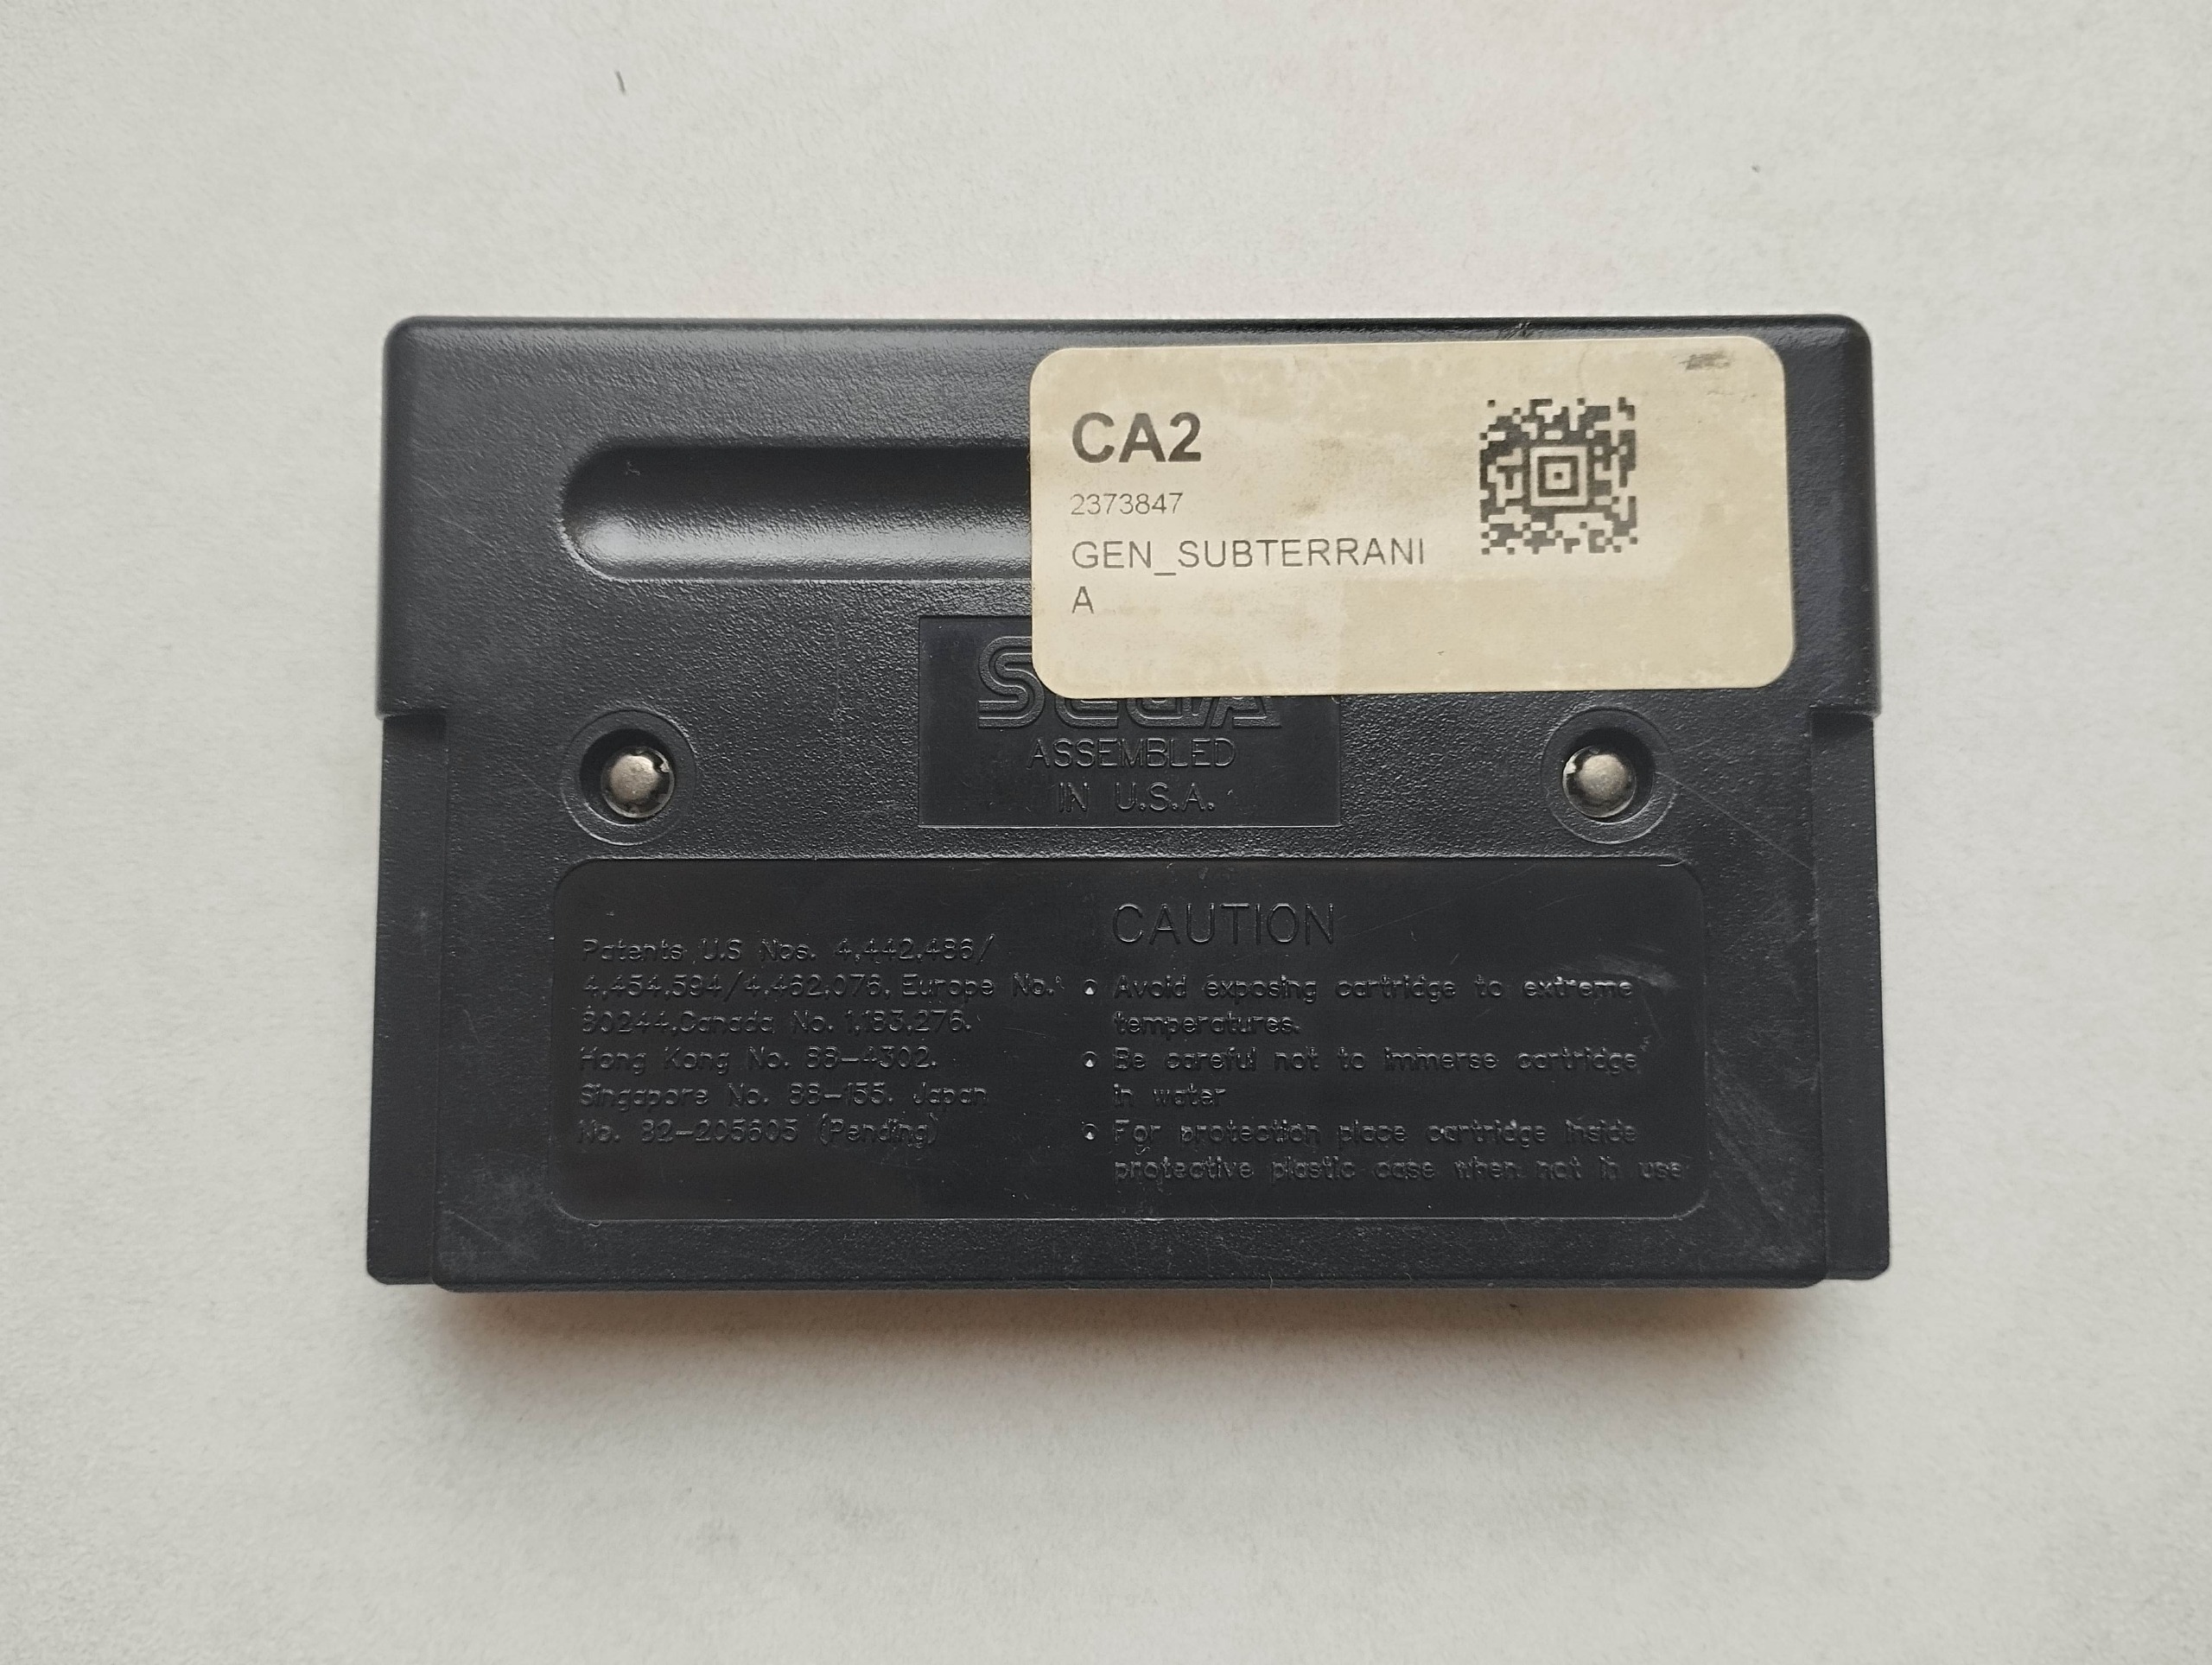 CA2
2373847
GEN_SUBTERRANI
A
SEGA
ASSEMBLED
IN U.S.A.
Patents U.S Nos. 4,442,486/
4,454,594/4,462,076, Europe No.
80244,Canada No. 1,183,276.
Hong Kong No. 88-4302.
Singapore No. 88-155. Japan
No. 82-205605 (Pending)
CAUTION
• Avoid exposing cartridge to extreme
temperatures.
• Be careful not to immerse cartridge
in water
• For protection place cartridge inside
protective plastic case when not in use